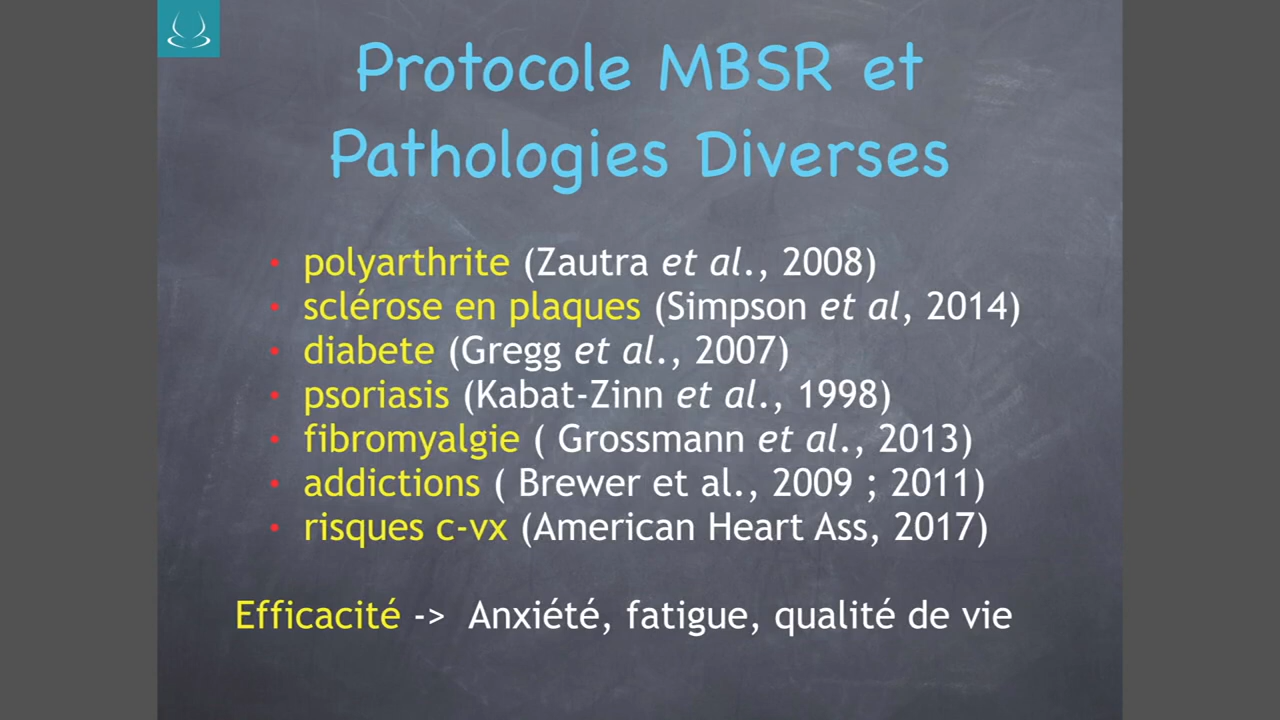 Protocole MBSR et
Pathologies Diverses
• polyarthrite (Zautra et al., 2008)
• sclérose en plaques (Simpson et al, 2014)
• diabete (Gregg et al., 2007)
• psoriasis (Kabat-Zinn et al., 1998)
• fibromyalgie ( Grossmann et al., 2013)
• addictions ( Brewer et al., 2009 ; 2011)
• risques c-vx (American Heart Ass, 2017)
Efficacité -> Anxiété, fatigue, qualité de vie